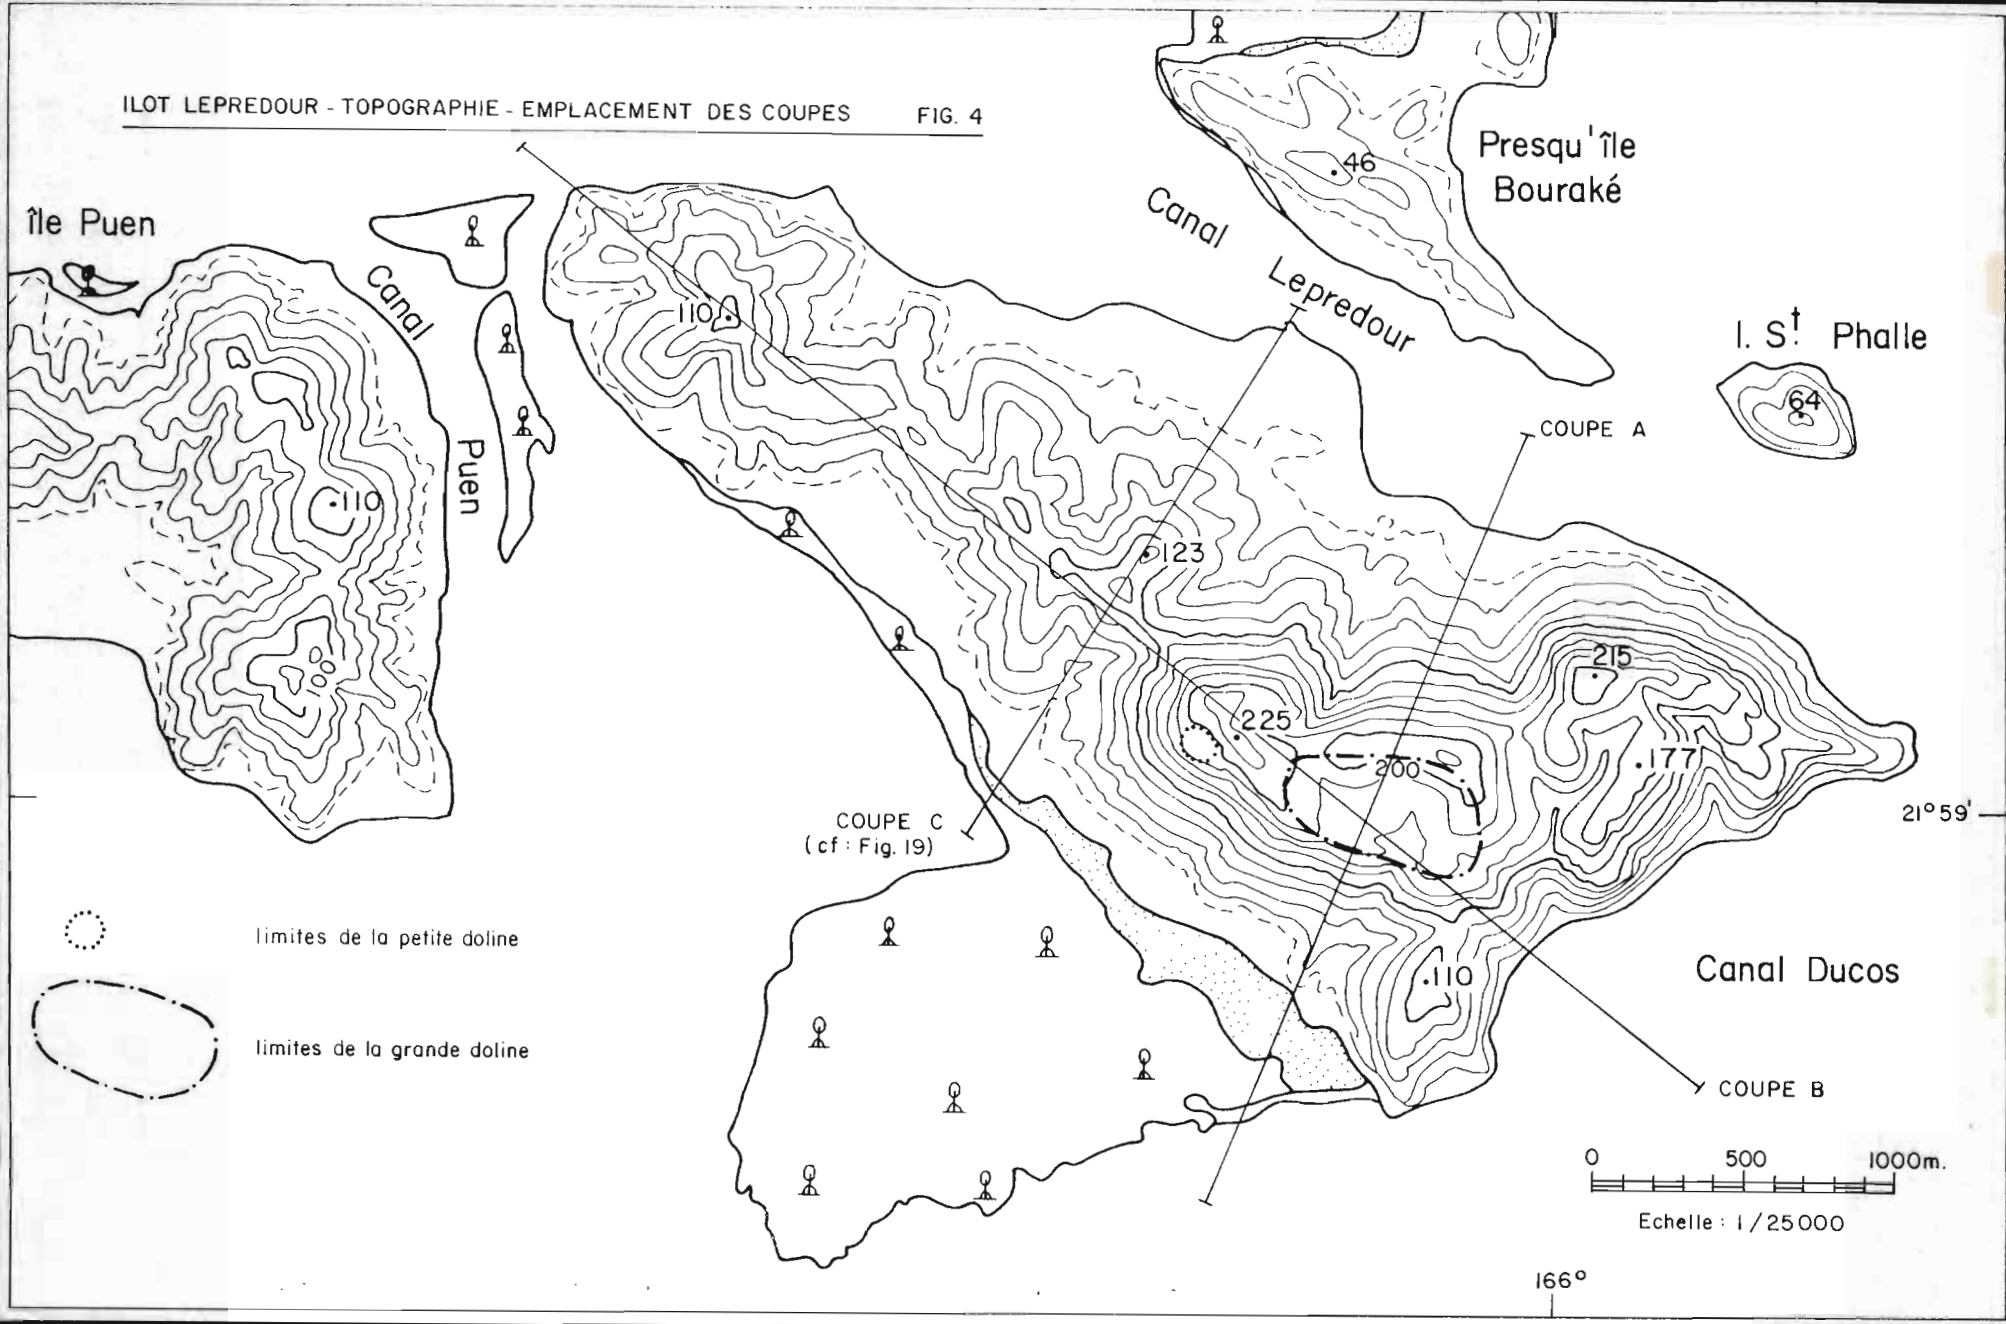 ILOT LEPREDOUR - TOPOGRAPHIE - EMPLACEMENT DES COUPES FIG. 4
Presqu'île
Bouraké
46
île Puen
Canal
Puen
Canal
Lepredour
I. St. Phalle
64
110
110
COUPE A
123
215
225
200
177
21° 59'
COUPE C
(cf : Fig. 19)
limites de la petite doline
110
Canal Ducos
limites de la grande doline
COUPE B
0 500 1000m.
Echelle : 1/25000
166°